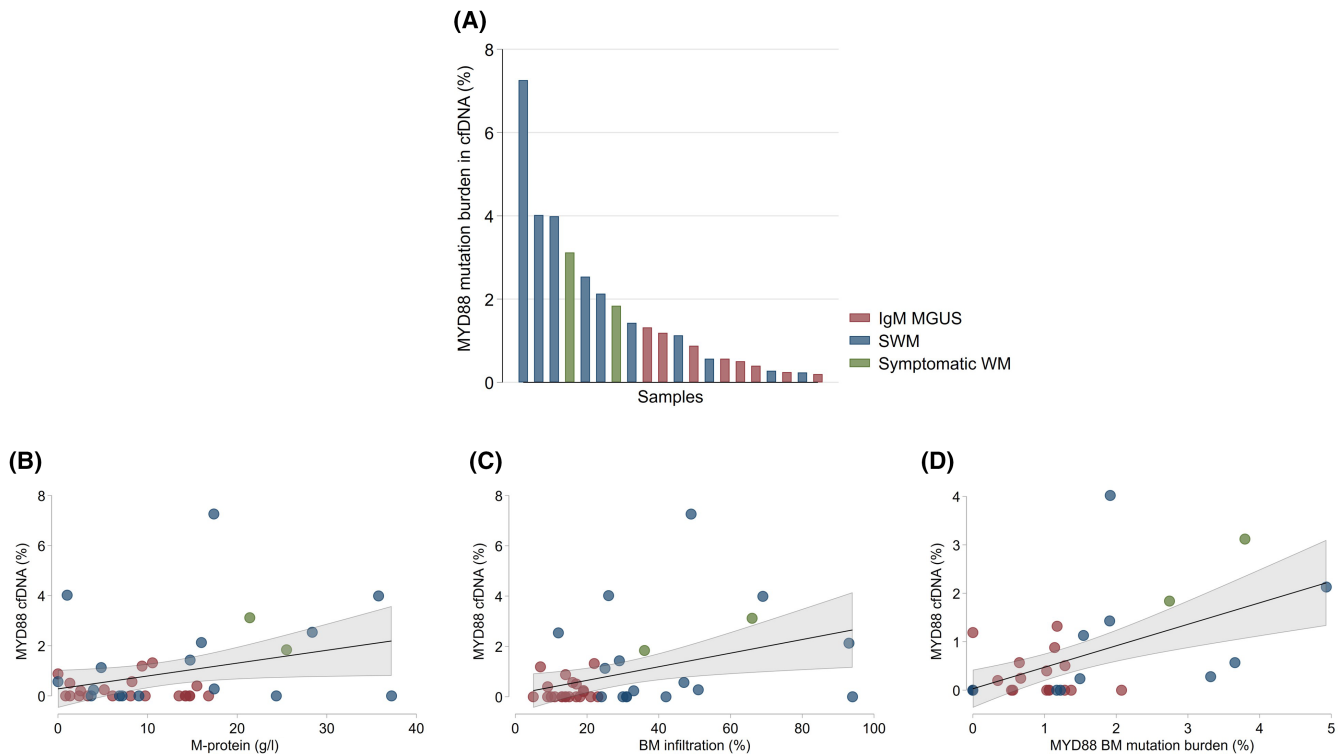 (A)
MYD88 mutation burden in cfDNA (%)
8
6
4
2
0
Samples
IgM MGUS
SWM
Symptomatic WM
(B)
MYD88 cfDNA (%)
8
6
4
2
0
0 10 20 30 40
M-protein (g/l)
(C)
MYD88 cfDNA (%)
8
6
4
2
0
0 20 40 60 80 100
BM infiltration (%)
(D)
MYD88 cfDNA (%)
4
3
2
1
0
0 1 2 3 4 5
MYD88 BM mutation burden (%)